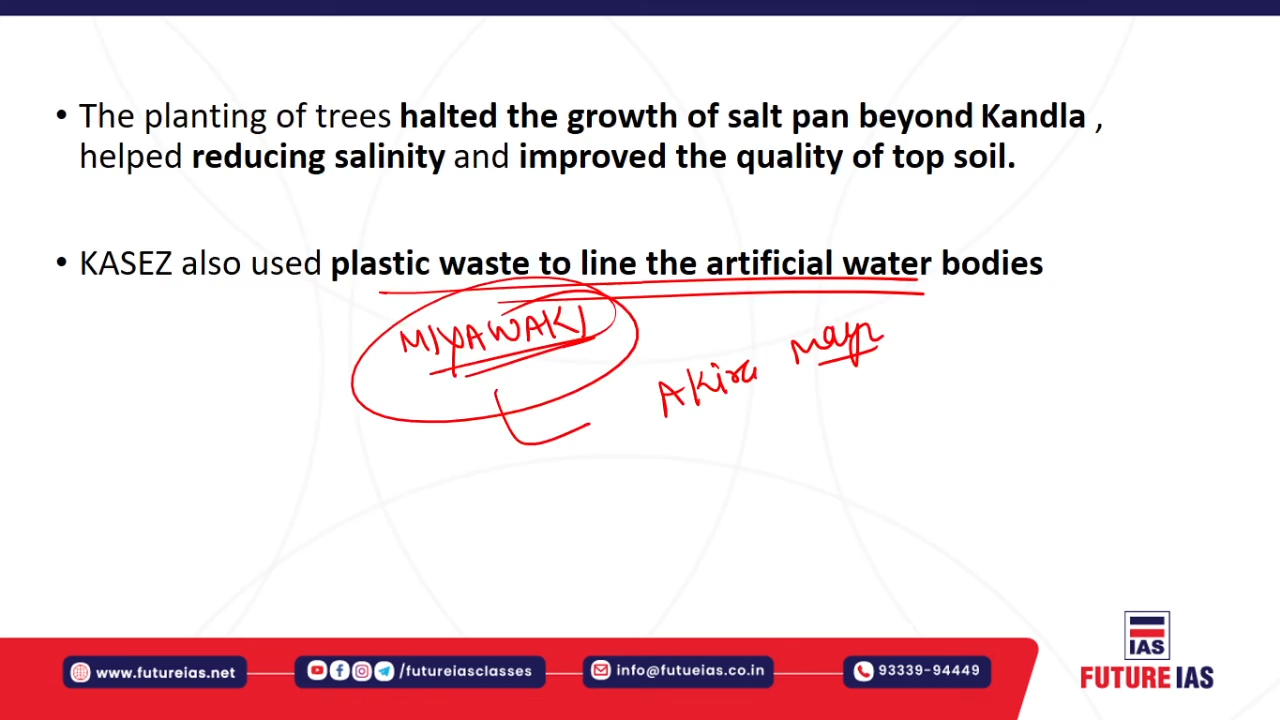 • The planting of trees halted the growth of salt pan beyond Kandla ,
helped reducing salinity and improved the quality of top soil.
• KASEZ also used plastic waste to line the artificial water bodies
MIYAWAKI
Akira
IAS
FUTURE IAS
www.futureias.net
/futureiasclasses
info@futueias.co.in
93339-94449